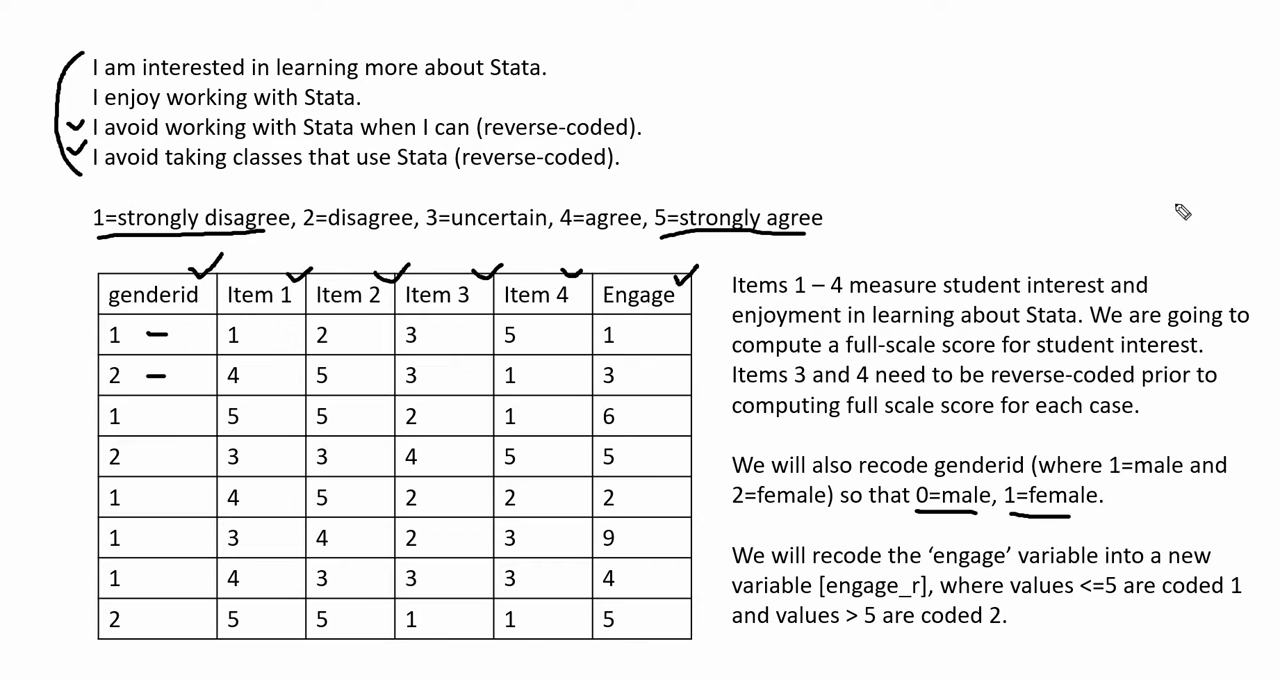 I am interested in learning more about Stata.
I enjoy working with Stata.
I avoid working with Stata when I can (reverse-coded).
I avoid taking classes that use Stata (reverse-coded).
1=strongly disagree, 2=disagree, 3=uncertain, 4=agree, 5=strongly agree
genderid Item 1 Item 2 Item 3 Item 4 Engage
1 1 2 3 5 1
2 4 5 3 1 3
1 5 5 2 1 6
2 3 3 4 5 5
1 4 5 2 2 2
1 3 4 2 3 9
1 4 3 3 3 4
2 5 5 1 1 5
Items 1 – 4 measure student interest and
enjoyment in learning about Stata. We are going to
compute a full-scale score for student interest.
Items 3 and 4 need to be reverse-coded prior to
computing full scale score for each case.
We will also recode genderid (where 1=male and
2=female) so that 0=male, 1=female.
We will recode the ‘engage’ variable into a new
variable [engage_r], where values <=5 are coded 1
and values > 5 are coded 2.